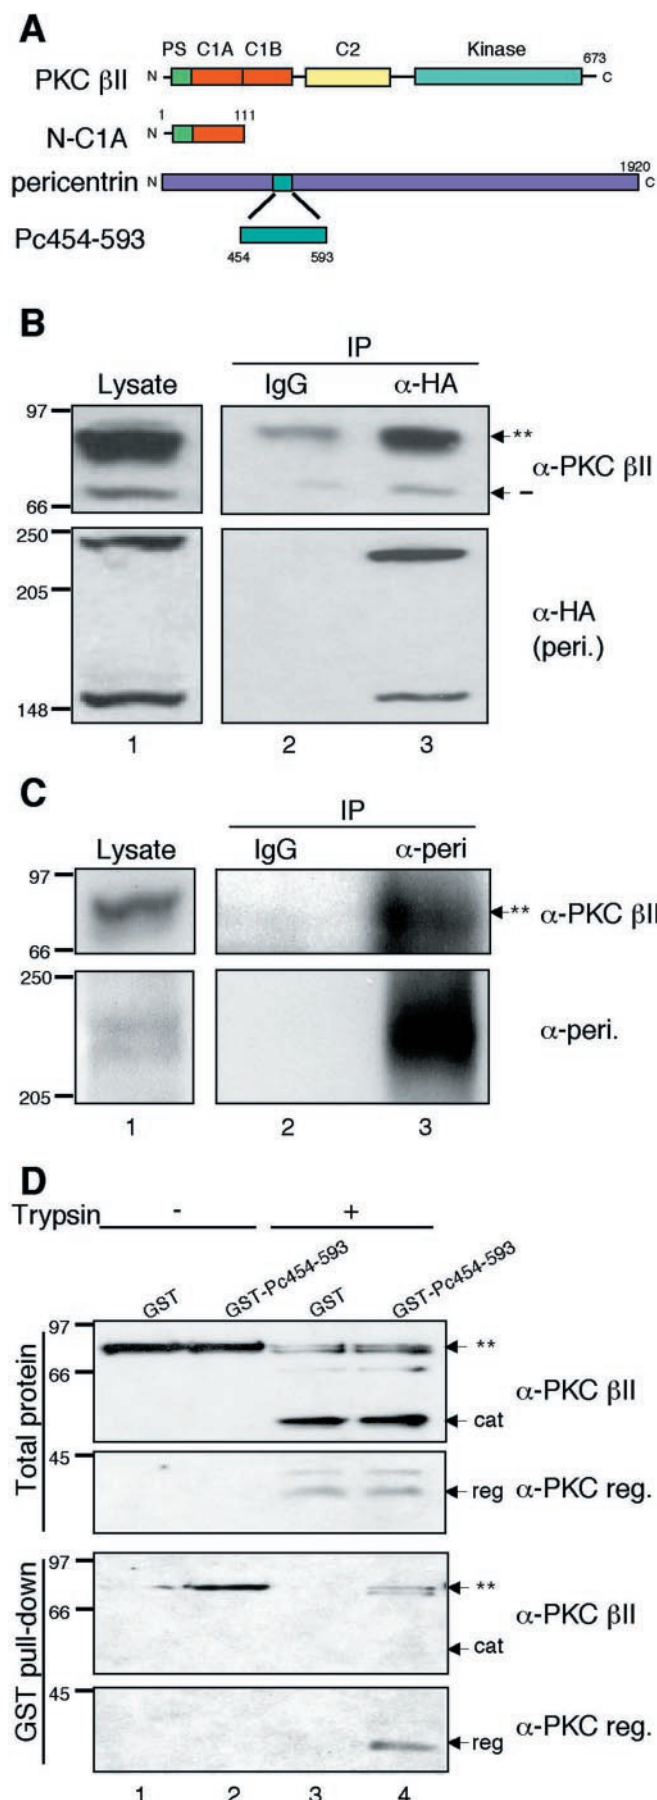 A
PS C1A C1B C2 Kinase 673
PKC βII N C
1 111
N-C1A N
1920
pericentrin N C
Pc454-593
454 593
B
IP
Lysate IgG α-HA
97
** α-PKC βII
66 –
250
205
α-HA
(peri.)
148
1 2 3
C
IP
Lysate IgG α-peri
97
** α-PKC βII
66
250
α-peri.
205
1 2 3
D
Trypsin - +
GST GST-Pc454-593 GST GST-Pc454-593
Total protein
97
**
66
α-PKC βII
cat
45
reg α-PKC reg.
GST pull-down
97
**
66
α-PKC βII
cat
45
reg α-PKC reg.
1 2 3 4